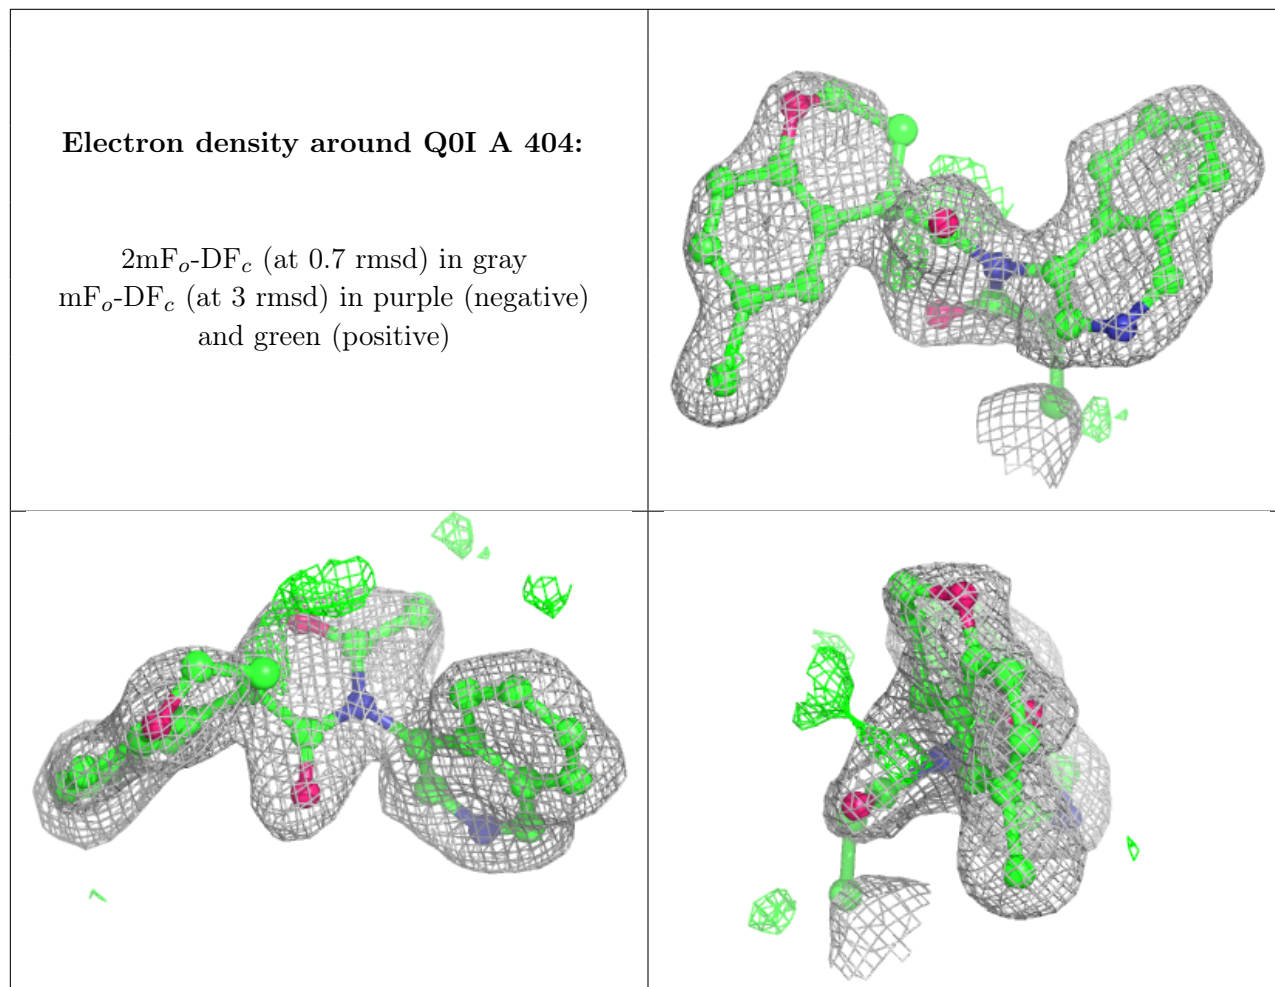 Electron density around Q0I A 404:
2mFo-DFc (at 0.7 rmsd) in gray
mFo-DFc (at 3 rmsd) in purple (negative)
and green (positive)